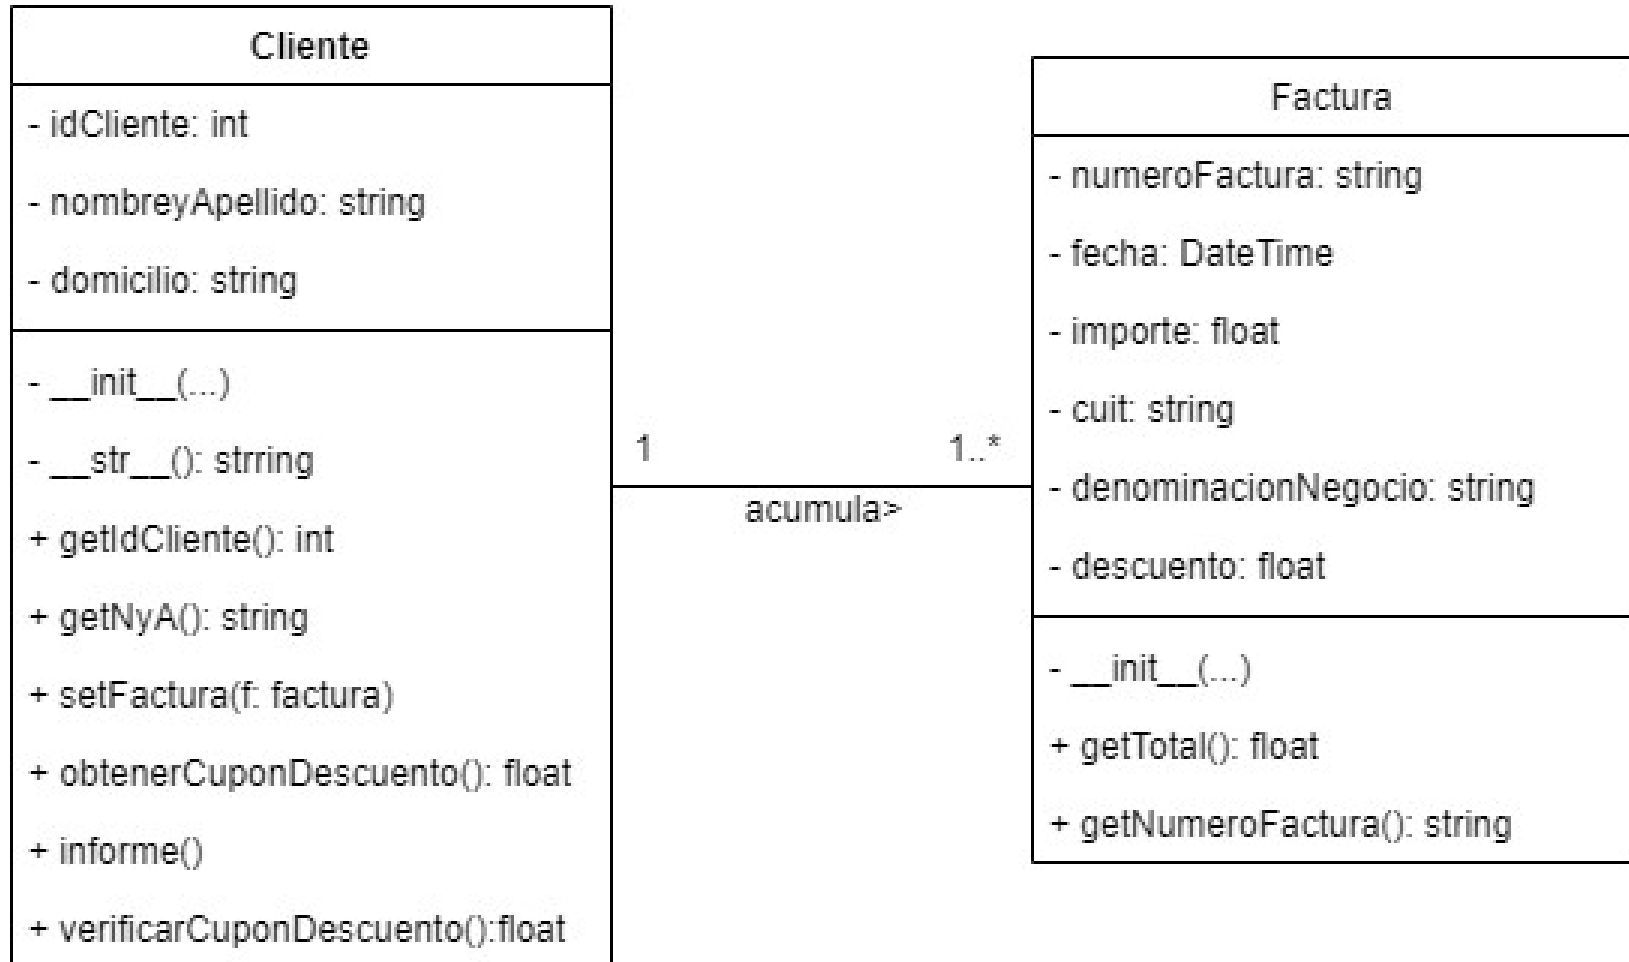 Cliente
- idCliente: int
- nombreyApellido: string
- domicilio: string
- __init__(...)
- __str__(): strring
+ getIdCliente(): int
+ getNyA(): string
+ setFactura(f: factura)
+ obtenerCuponDescuento(): float
+ informe()
+ verificarCuponDescuento():float
1
1..*
acumula>
Factura
- numeroFactura: string
- fecha: DateTime
- importe: float
- cuit: string
- denominacionNegocio: string
- descuento: float
- __init__(...)
+ getTotal(): float
+ getNumeroFactura(): string